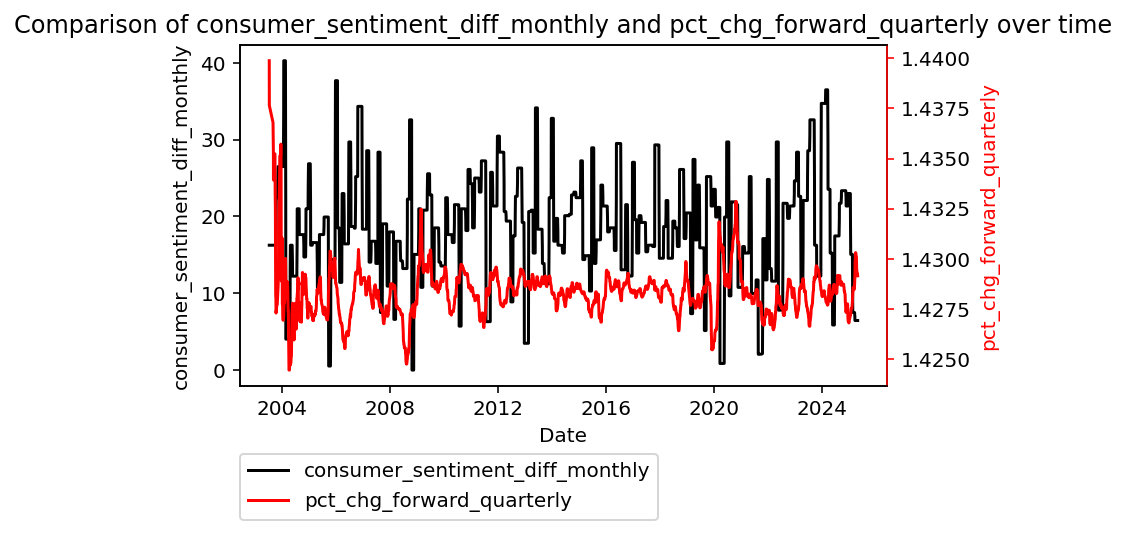 Comparison of consumer_sentiment_diff_monthly and pct_chg_forward_quarterly over time
consumer_sentiment_diff_monthly
40
30
20
10
0
1.4400
1.4375
1.4350
1.4325
1.4300
1.4275
1.4250
pct_chg_forward_quarterly
2004 2008 2012 2016 2020 2024
Date
consumer_sentiment_diff_monthly
pct_chg_forward_quarterly